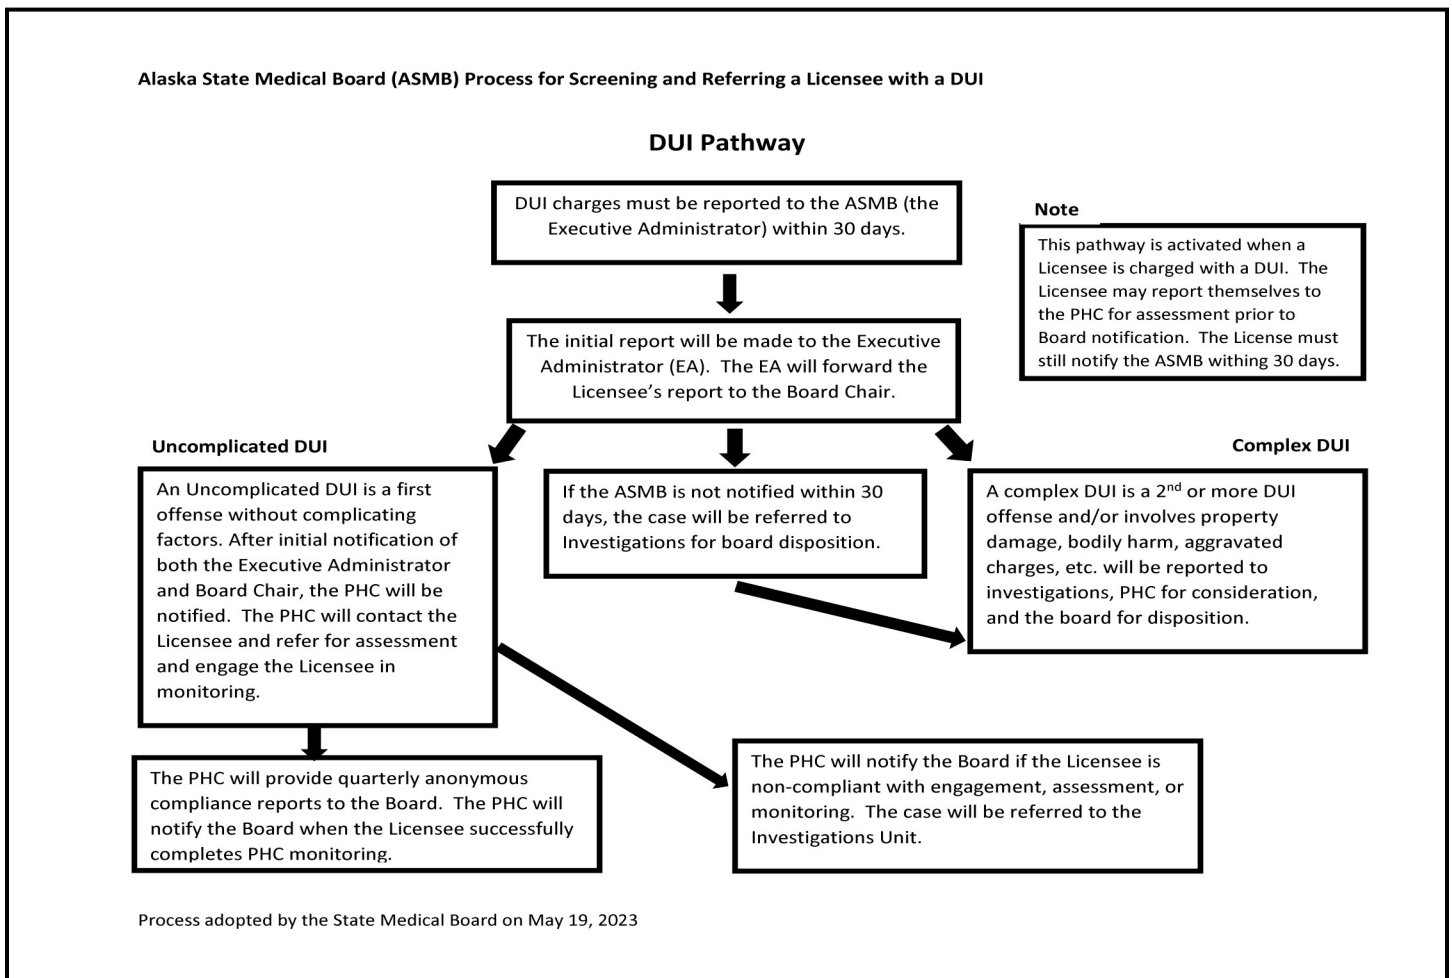 Alaska State Medical Board (ASMB) Process for Screening and Referring a Licensee with a DUI
DUI Pathway
DUI charges must be reported to the ASMB (the
Executive Administrator) within 30 days.
Note
This pathway is activated when a
Licensee is charged with a DUI.  The
Licensee may report themselves to
the PHC for assessment prior to
Board notification.  The License must
still notify the ASMB withing 30 days.
The initial report will be made to the Executive
Administrator (EA).  The EA will forward the
Licensee’s report to the Board Chair.
Uncomplicated DUI
An Uncomplicated DUI is a first
offense without complicating
factors. After initial notification of
both the Executive Administrator
and Board Chair, the PHC will be
notified.  The PHC will contact the
Licensee and refer for assessment
and engage the Licensee in
monitoring.
If the ASMB is not notified within 30
days, the case will be referred to
Investigations for board disposition.
Complex DUI
A complex DUI is a 2nd or more DUI
offense and/or involves property
damage, bodily harm, aggravated
charges, etc. will be reported to
investigations, PHC for consideration,
and the board for disposition.
The PHC will provide quarterly anonymous
compliance reports to the Board.  The PHC will
notify the Board when the Licensee successfully
completes PHC monitoring.
The PHC will notify the Board if the Licensee is
non-compliant with engagement, assessment, or
monitoring.  The case will be referred to the
Investigations Unit.
Process adopted by the State Medical Board on May 19, 2023